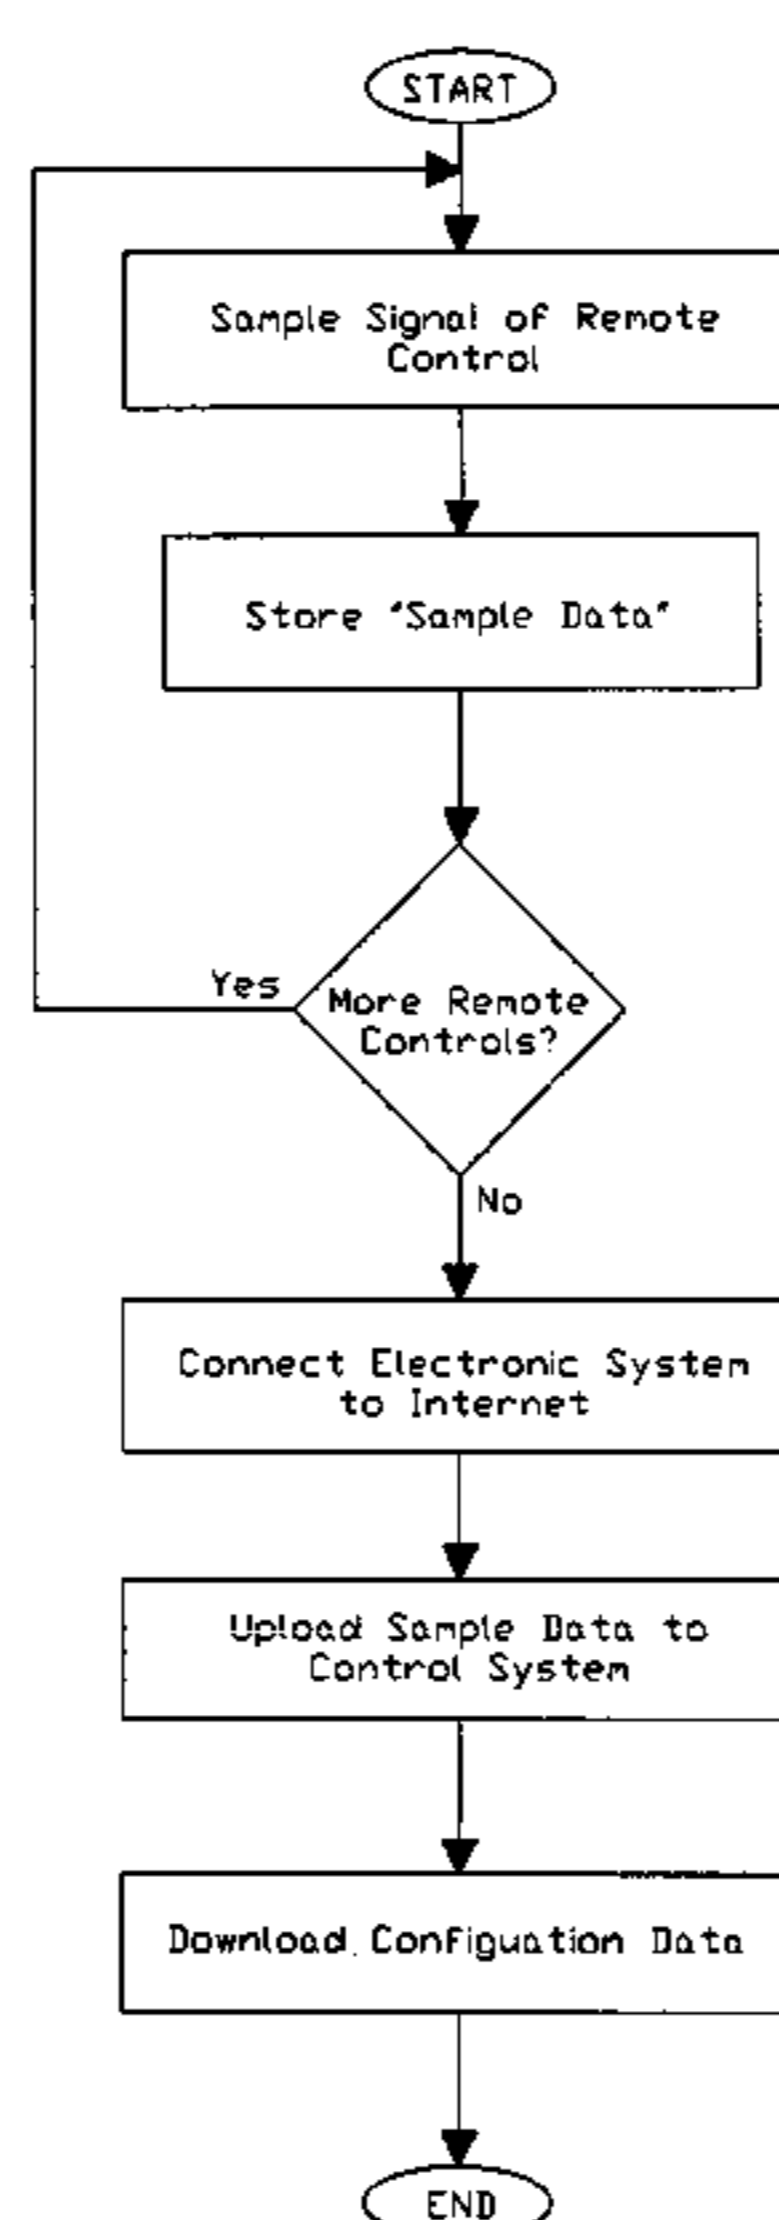 START
Sample Signal of Remote
Control
Store "Sample Data"
Yes
More Remote
Controls?
No
Connect Electronic System
to Internet
Upload Sample Data to
Control System
Download Configuation Data
END